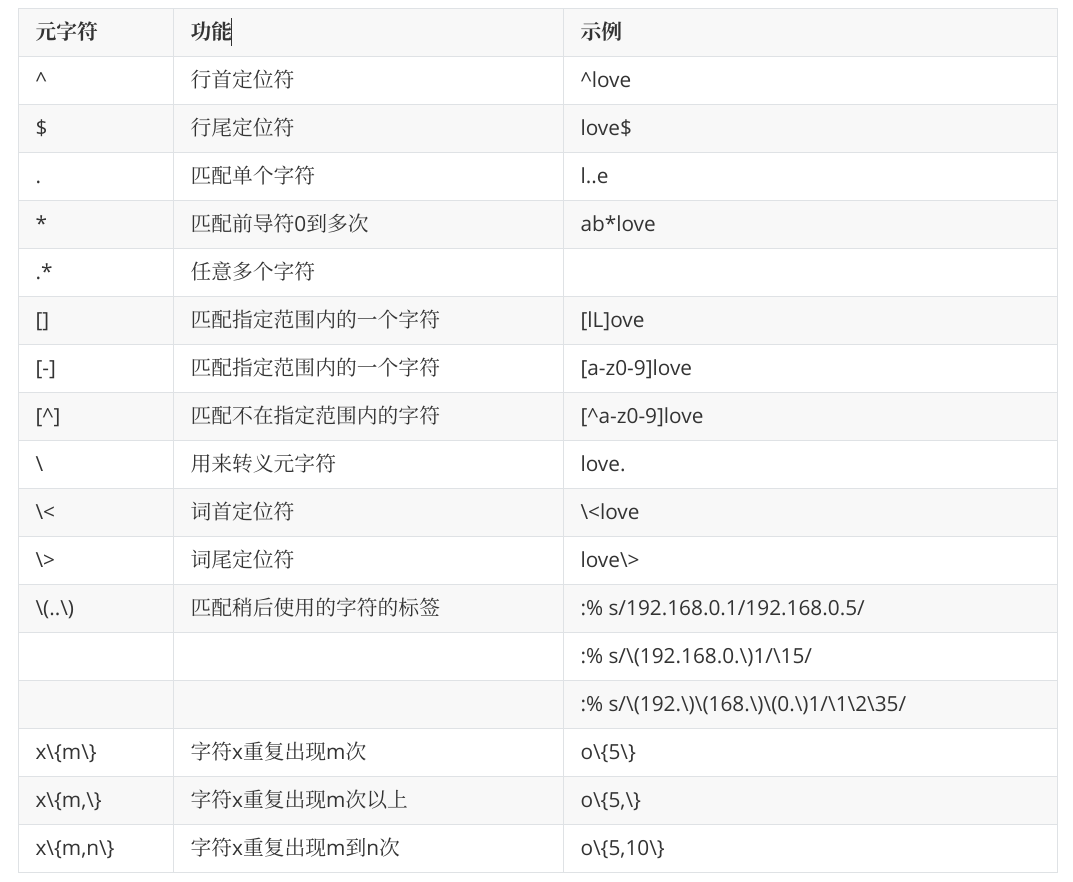 元字符 功能 示例
^ 行首定位符 ^love
$ 行尾定位符 love$
. 匹配单个字符 l..e
* 匹配前导符0到多次 ab*love
.* 任意多个字符
[] 匹配指定范围内的一个字符 [lL]ove
[-] 匹配指定范围内的一个字符 [a-z0-9]love
[^] 匹配不在指定范围内的字符 [^a-z0-9]love
\ 用来转义元字符 love.
\< 词首定位符 \<love
\> 词尾定位符 love\>
\(..\) 匹配稍后使用的字符的标签 :% s/192.168.0.1/192.168.0.5/
:% s/\(192.168.0.\)1/\15/
:% s/\(192.\)\(168.\)\(0.\)1/\1\2\35/
x\{m\} 字符x重复出现m次 o\{5\}
x\{m,\} 字符x重复出现m次以上 o\{5,\}
x\{m,n\} 字符x重复出现m到n次 o\{5,10\}